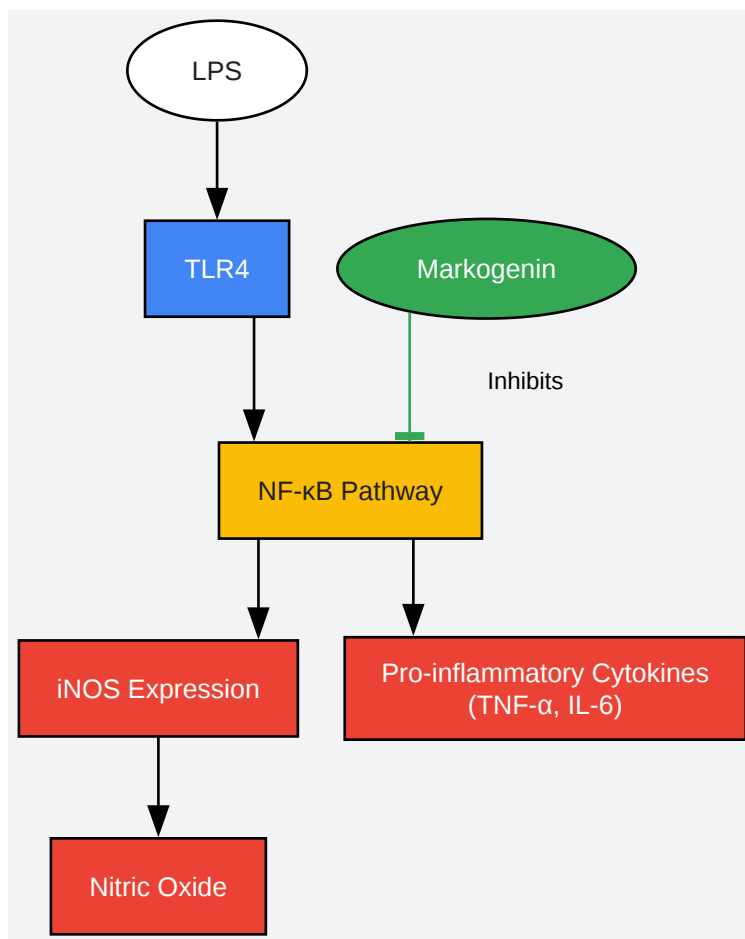 LPS
TLR4
Markogenin
Inhibits
NF-κB Pathway
iNOS Expression
Pro-inflammatory Cytokines
(TNF-α, IL-6)
Nitric Oxide